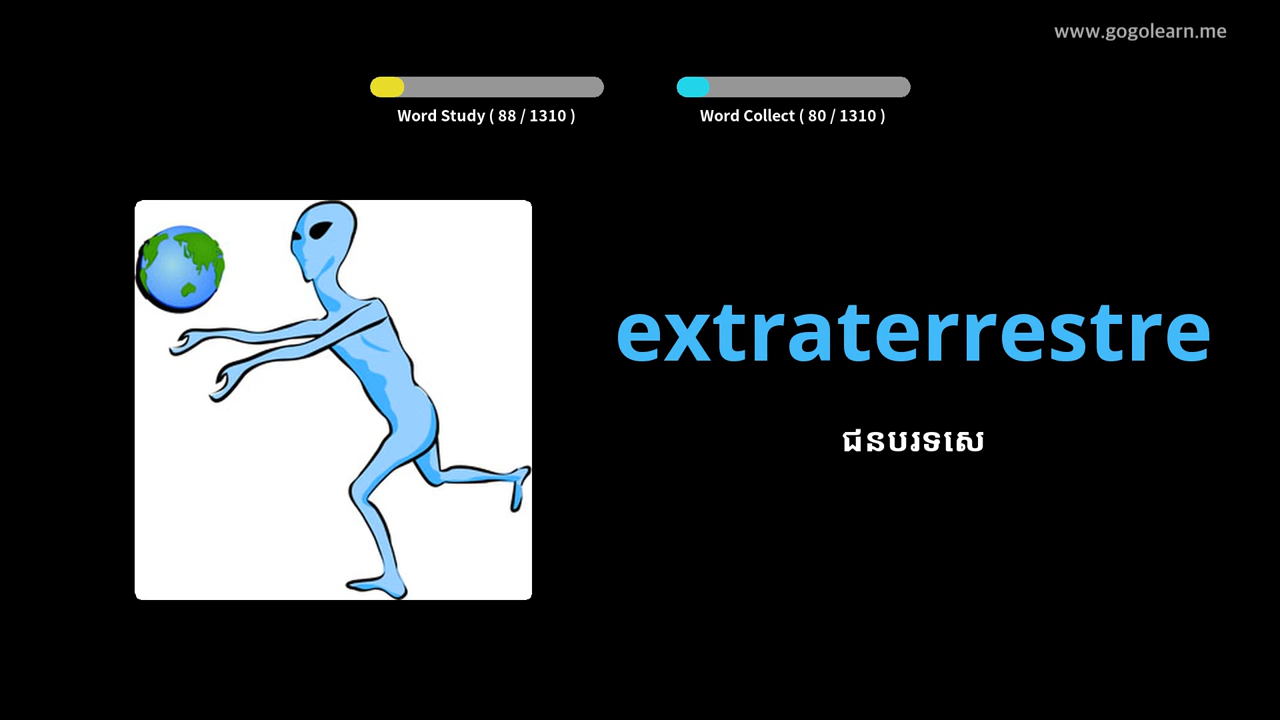 www.gogolearn.me
Word Study ( 88 / 1310 )
Word Collect ( 80 / 1310 )
extraterrestre
ជនបរទេស